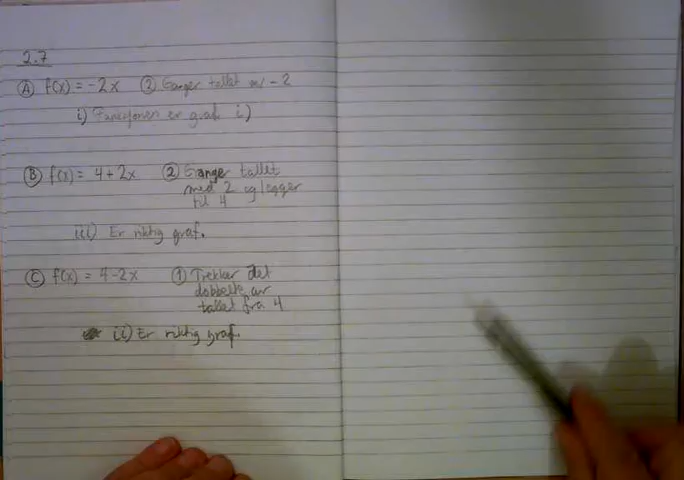 2.7
A f(x) = -2x ② Ganger tallet m/ -2
i) Funksjonen er graf i)
B f(x) = 4+2x ② Ganger tallet
med 2 og legger
til 4
iii) Er riktig graf.
C f(x) = 4-2x ① Trekker det
dobbelte av
tallet fra 4
ii) Er riktig graf.